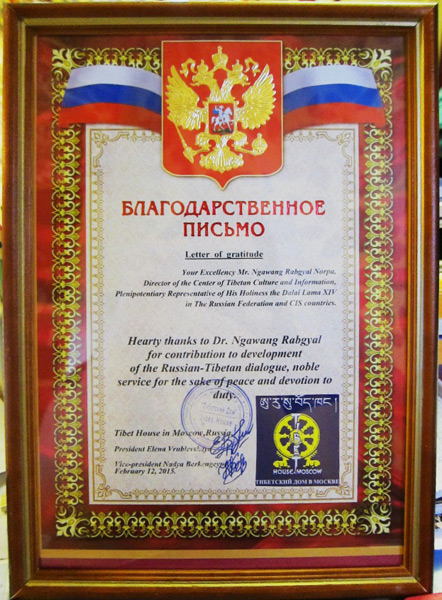 БЛАГОДАРСТВЕННОЕ
ПИСЬМО
Letter of gratitude
Your Excellency Mr. Ngawang Rabgyal Norpa,
Director of the Center of Tibetan Culture and Information,
Plenipotentiary Representative of His Holiness the Dalai Lama XIV
in The Russian Federation and CIS countries.
Hearty thanks to Dr. Ngawang Rabgyal
for contribution to development
of the Russian-Tibetan dialogue, noble
service for the sake of peace and devotion to
duty.
Tibet House in Moscow, Russia
President Elena
Vice-president Nadya
February 12, 2015.
ཨུ་རུ་སུ་བོད་ཁང་།
TIBET
HOUSE MOSCOW
ТИБЕТСКИЙ ДОМ В МОСКВЕ